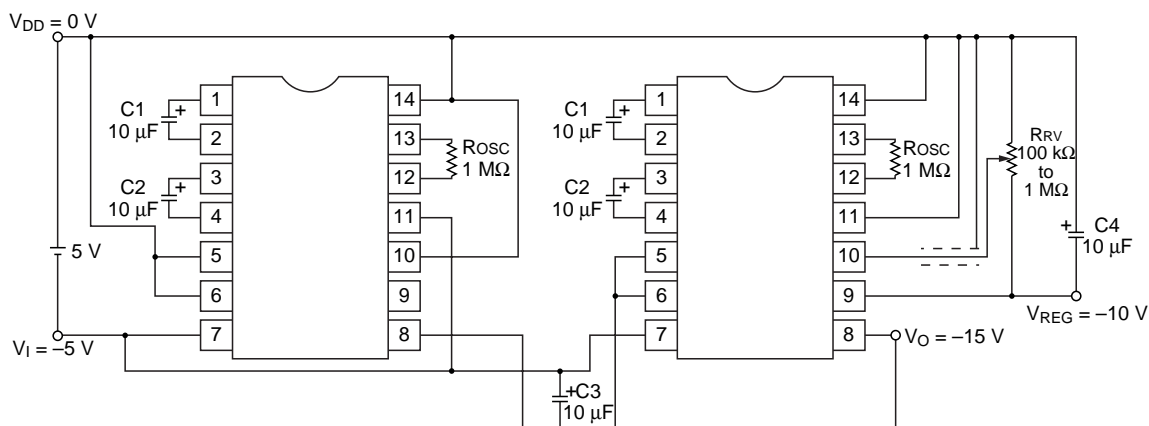 VDD = 0 V
5 V
VI = –5 V
C1
+
10 µF
C2
+
10 µF
1
2
3
4
5
6
7
14
13
12
11
10
9
8
ROSC
1 MΩ
+C3
10 µF
C1
+
10 µF
C2
+
10 µF
1
2
3
4
5
6
7
14
13
12
11
10
9
8
ROSC
1 MΩ
RRV
100 kΩ
to
1 MΩ
+
C4
10 µF
VREG = –10 V
VO = –15 V